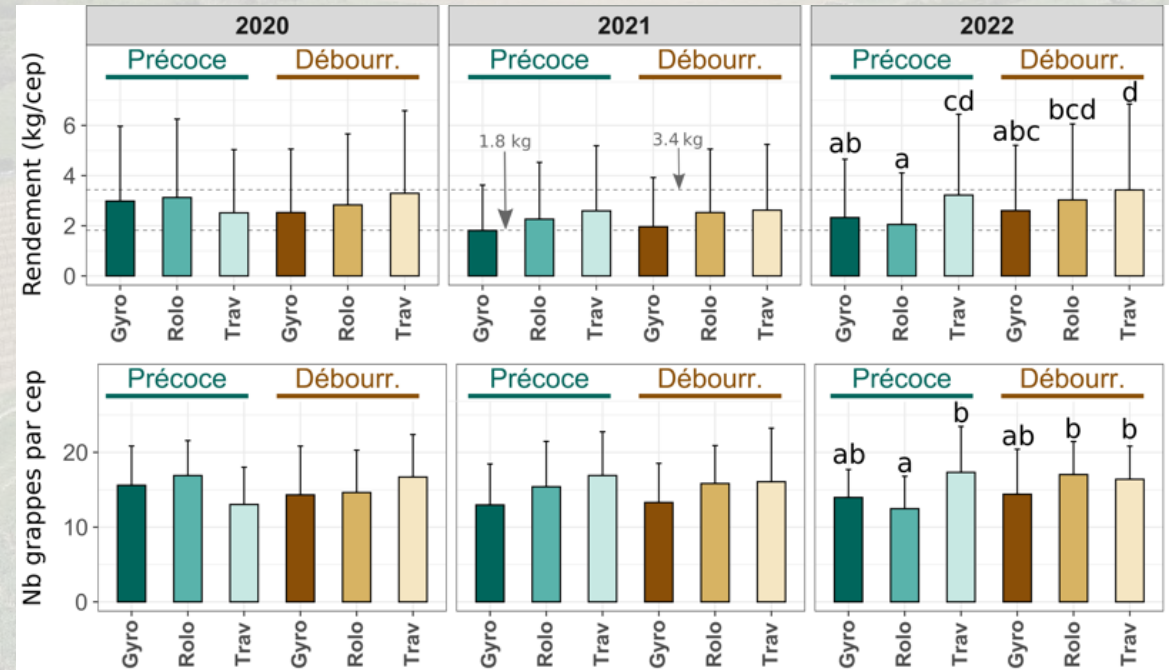 2020 2021 2022
Précoce Débourr. Précoce Débourr. Précoce Débourr.
Rendement (kg/cep)
6
4
2
0
1.8 kg 3.4 kg
ab a cd abc bcd d
Gyro Rolo Trav Gyro Rolo Trav Gyro Rolo Trav Gyro Rolo Trav Gyro Rolo Trav Gyro Rolo Trav
Précoce Débourr. Précoce Débourr. Précoce Débourr.
Nb grappes par cep
20
10
0
ab a b ab b b
Gyro Rolo Trav Gyro Rolo Trav Gyro Rolo Trav Gyro Rolo Trav Gyro Rolo Trav Gyro Rolo Trav